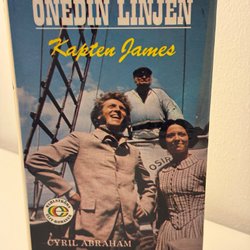 ONEDIN LINJEN
Kapten James
CYRIL ABRAHAM